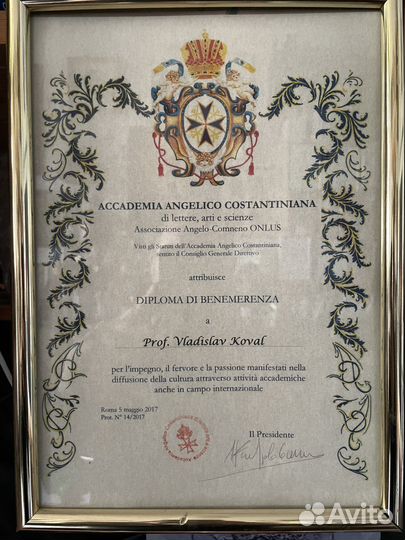 ACCADEMIA ANGELICO COSTANTINIANA
di lettere, arti e scienze
Associazione Angelo-Comneno ONLUS
Visti gli Statuti dell'Accademia Angelico Costantiniana,
sentito il Consiglio Generale Direttivo
attribuisce
DIPLOMA DI BENEMERENZA
a
Prof. Vladislav Koval
per l'impegno, il fervore e la passione manifestati nella
diffusione della cultura attraverso attività accademiche
anche in campo internazionale
Roma 5 maggio 2017
Prot. N° 14/2017
Il Presidente
Avito